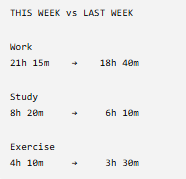 THIS WEEK vs LAST WEEK
Work
21h 15m → 18h 40m
Study
8h 20m → 6h 10m
Exercise
4h 10m → 3h 30m